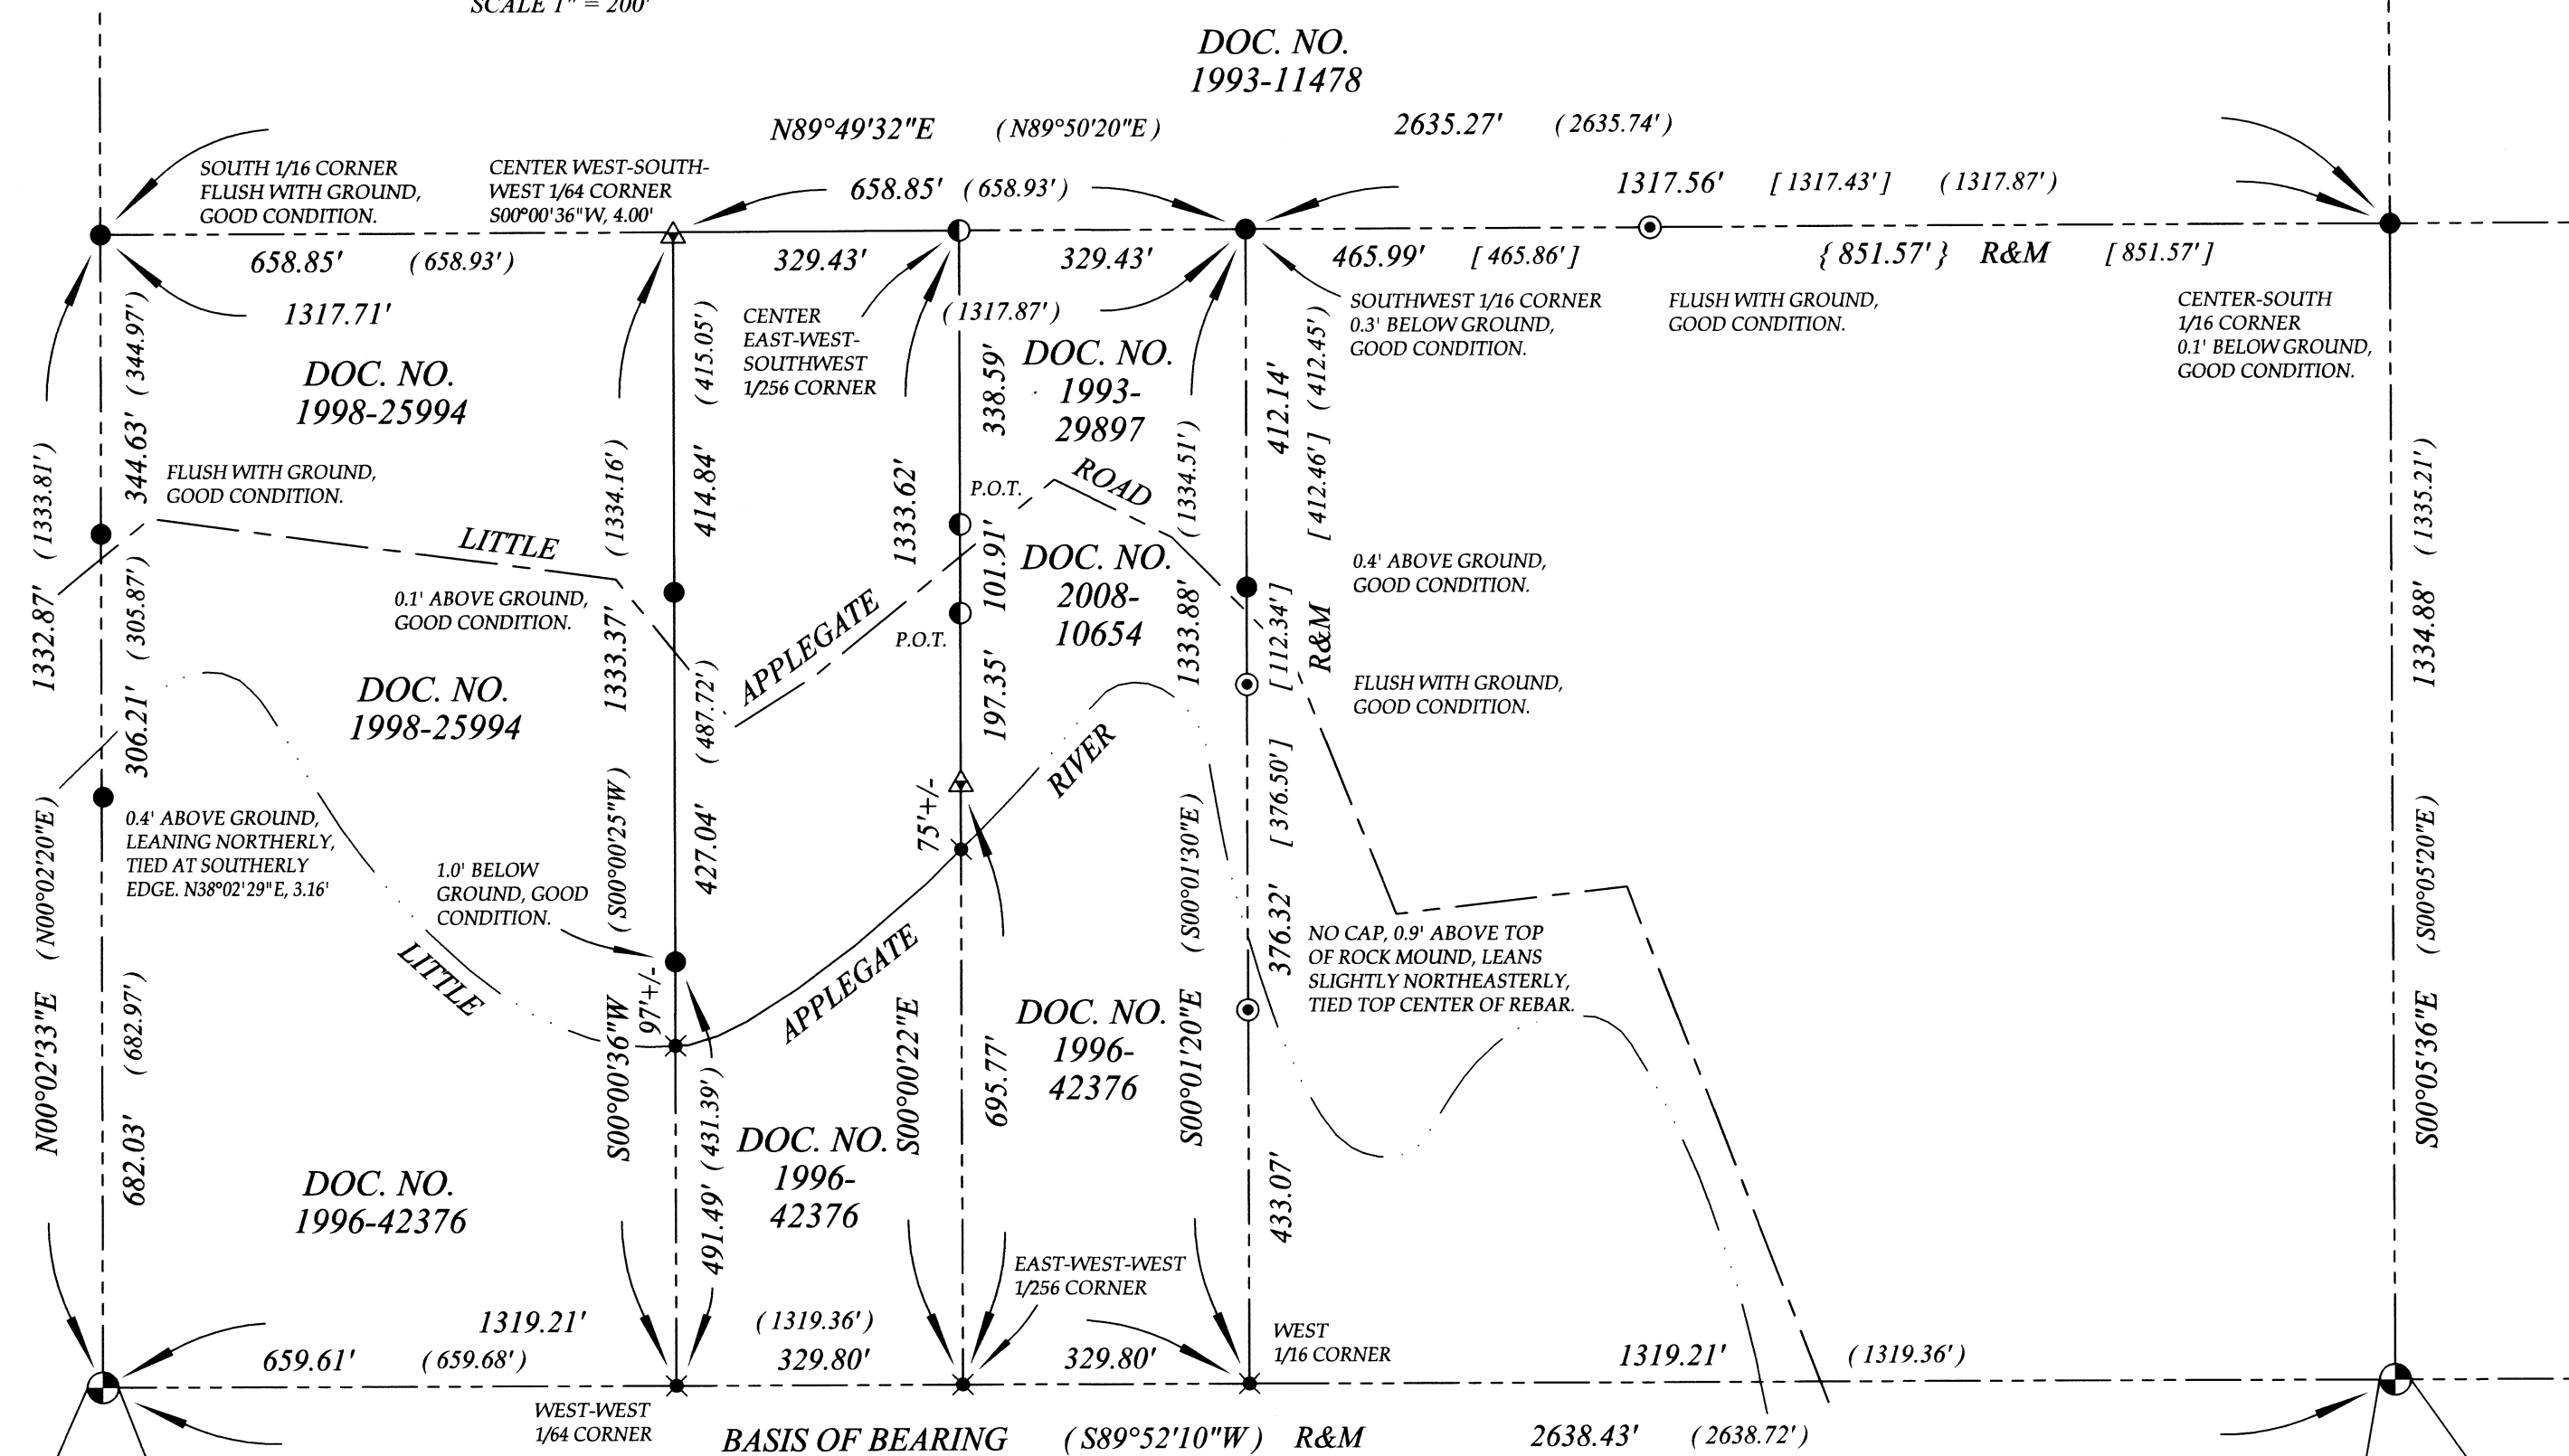 SCALE 1" = 200'
DOC. NO.
1993-11478
N89°49'32"E (N89°50'20"E)
2635.27' (2635.74')
SOUTH 1/16 CORNER
FLUSH WITH GROUND,
GOOD CONDITION.
CENTER WEST-SOUTH-
WEST 1/64 CORNER
S00°00'36"W, 4.00'
658.85' (658.93')
1317.56' [1317.43'] (1317.87')
658.85' (658.93')
329.43'
329.43'
465.99' [465.86']
{851.57'} R&M [851.57']
1317.71'
(1317.87')
CENTER
EAST-WEST-
SOUTHWEST
1/256 CORNER
SOUTHWEST 1/16 CORNER
0.3' BELOW GROUND,
GOOD CONDITION.
FLUSH WITH GROUND,
GOOD CONDITION.
CENTER-SOUTH
1/16 CORNER
0.1' BELOW GROUND,
GOOD CONDITION.
DOC. NO.
1998-25994
DOC. NO.
1993-
29897
344.63' (344.97')
414.84' (415.05')
338.59'
412.14'
[412.46'] (412.45')
R&M
1332.87' (1333.81')
1333.37' (1334.16')
1333.62'
1333.88' (1334.51')
1334.88' (1335.21')
FLUSH WITH GROUND,
GOOD CONDITION.
P.O.T.
ROAD
LITTLE
APPLEGATE
101.91'
DOC. NO.
2008-
10654
0.4' ABOVE GROUND,
GOOD CONDITION.
0.1' ABOVE GROUND,
GOOD CONDITION.
306.21' (305.87')
P.O.T.
[112.34']
FLUSH WITH GROUND,
GOOD CONDITION.
DOC. NO.
1998-25994
427.04' (487.72')
197.35'
RIVER
376.32' [376.50']
75'+/-
0.4' ABOVE GROUND,
LEANING NORTHERLY,
TIED AT SOUTHERLY
EDGE. N38°02'29"E, 3.16'
1.0' BELOW
GROUND, GOOD
CONDITION.
97'+/-
LITTLE
APPLEGATE
NO CAP, 0.9' ABOVE TOP
OF ROCK MOUND, LEANS
SLIGHTLY NORTHEASTERLY,
TIED TOP CENTER OF REBAR.
N00°02'33"E (N00°02'20"E)
S00°00'36"W (S00°00'25"W)
S00°00'22"E
S00°01'20"E (S00°01'30"E)
S00°05'36"E (S00°05'20"E)
682.03' (682.97')
491.49' (431.39')
695.77'
433.07'
DOC. NO.
1996-
42376
DOC. NO.
1996-
42376
DOC. NO.
1996-42376
EAST-WEST-WEST
1/256 CORNER
1319.21' (1319.36')
659.61' (659.68')
329.80'
329.80'
WEST
1/16 CORNER
1319.21' (1319.36')
WEST-WEST
1/64 CORNER
BASIS OF BEARING (S89°52'10"W) R&M 2638.43' (2638.72')